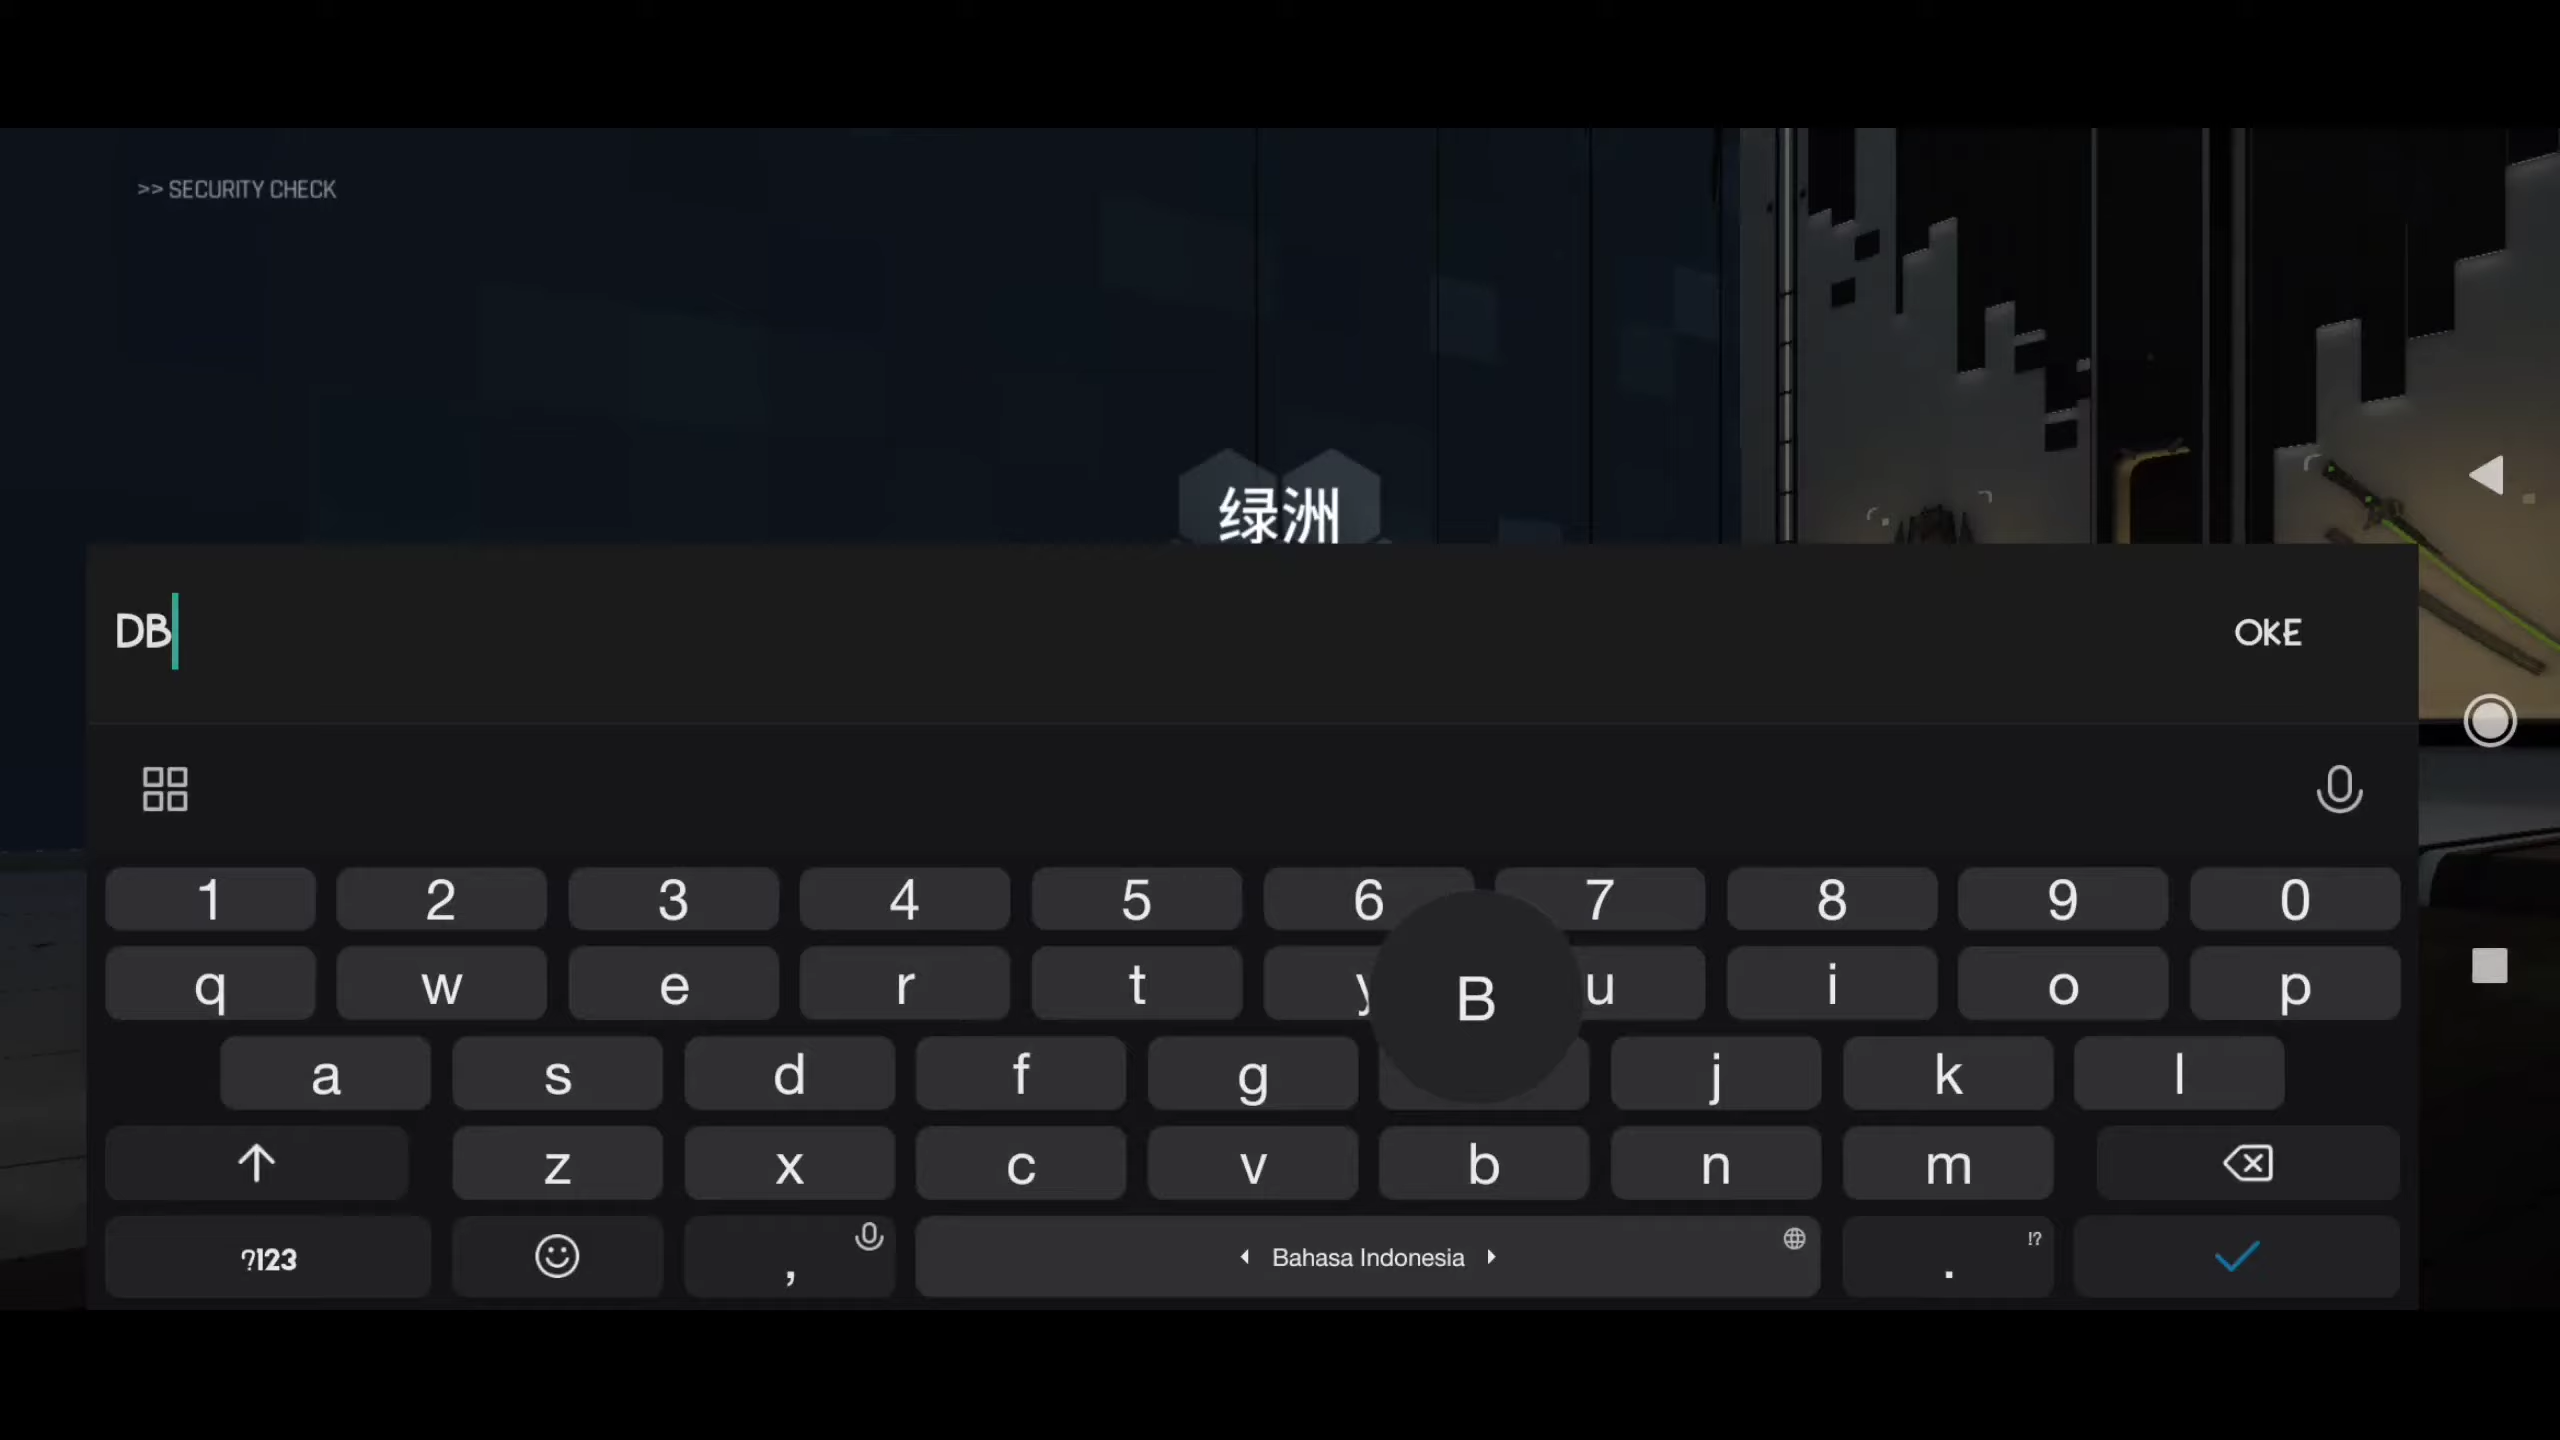 >> SECURITY CHECK
绿洲
DB
OKE
1 2 3 4 5 6 7 8 9 0
q w e r t y u i o p
B
a s d f g j k l
z x c v b n m
?123 , Bahasa Indonesia . !?